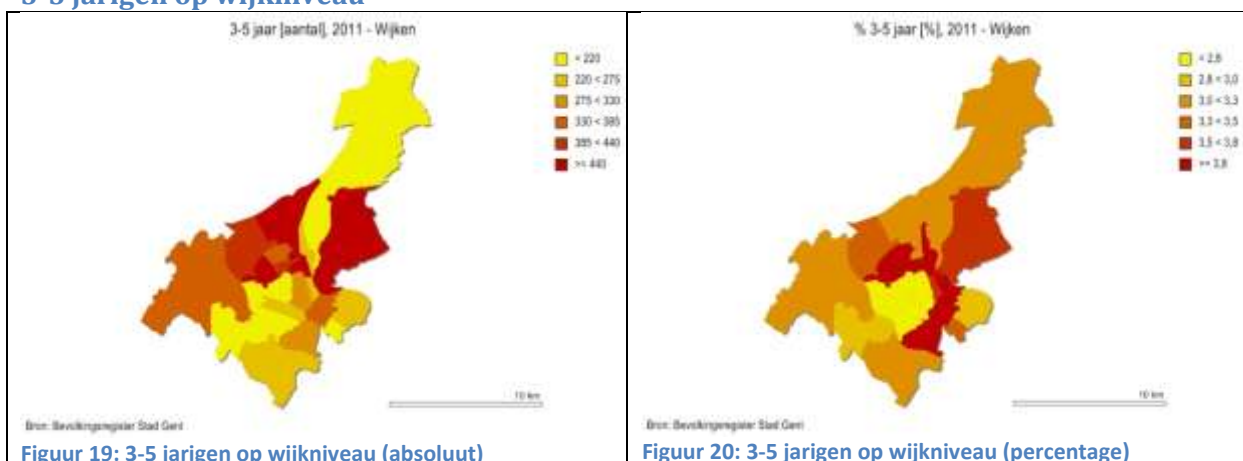 3-5 jarigen op wijkniveau
3-5 jaar [aantal], 2011 - Wijken
< 220
220 < 275
275 < 330
330 < 385
385 < 440
>= 440
10 km
Bron: Bevolkingsregister Stad Gent
Figuur 19: 3-5 jarigen op wijkniveau (absoluut)
% 3-5 jaar [%], 2011 - Wijken
< 2,8
2,8 < 3,0
3,0 < 3,3
3,3 < 3,5
3,5 < 3,8
>= 3,8
10 km
Bron: Bevolkingsregister Stad Gent
Figuur 20: 3-5 jarigen op wijkniveau (percentage)